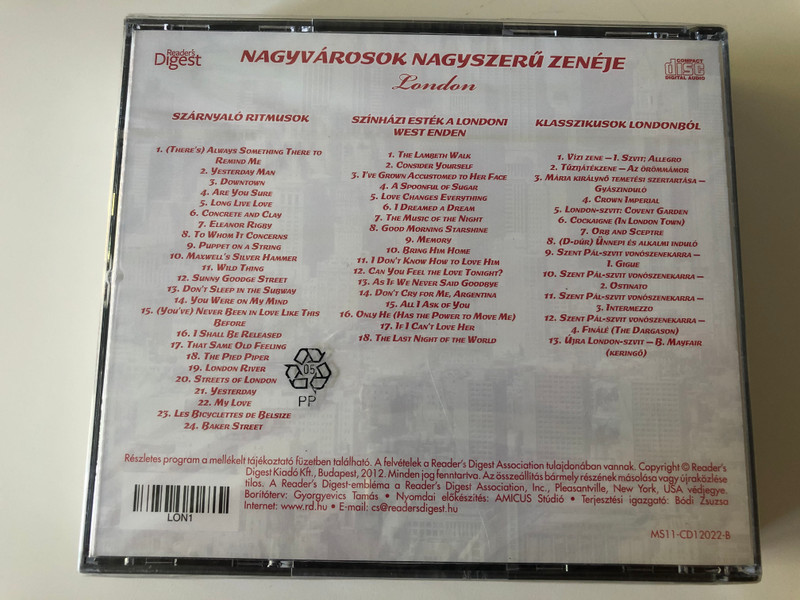 Reader's
Digest
NAGYVÁROSOK NAGYSZERŰ ZENÉJE
London
COMPACT
disc
DIGITAL AUDIO
SZÁRNYALÓ RITMUSOK
1. (There's) Always Something There to
Remind Me
2. Yesterday Man
3. Downtown
4. Are You Sure
5. Long Live Love
6. Concrete and Clay
7. Eleanor Rigby
8. To Whom It Concerns
9. Puppet on a String
10. Maxwell's Silver Hammer
11. Wild Thing
12. Sunny Goodge Street
13. Don't Sleep in the Subway
14. You Were on My Mind
15. (You've) Never Been in Love Like This
Before
16. I Shall Be Released
17. That Same Old Feeling
18. The Pied Piper
19. London River
20. Streets of London
21. Yesterday
22. My Love
23. Les Bicyclettes de Belsize
24. Baker Street
SZÍNHÁZI ESTÉK A LONDONI
WEST ENDEN
1. The Lambeth Walk
2. Consider Yourself
3. I've Grown Accustomed to Her Face
4. A Spoonful of Sugar
5. Love Changes Everything
6. I Dreamed a Dream
7. The Music of the Night
8. Good Morning Starshine
9. Memory
10. Bring Him Home
11. I Don't Know How to Love Him
12. Can You Feel the Love Tonight?
13. As If We Never Said Goodbye
14. Don't Cry for Me, Argentina
15. All I Ask of You
16. Only He (Has the Power to Move Me)
17. If I Can't Love Her
18. The Last Night of the World
KLASSZIKUSOK LONDONBÓL
1. Vízi zene – I. Szvit; Allegro
2. Tűzijátékzene – Az örömmámor
3. Mária királynő temetési szertartása –
Gyászinduló
4. Crown Imperial
5. London-szvit: Covent Garden
6. Cockaigne (In London Town)
7. Orb and Sceptre
8. (D-dúr) Ünnepi és alkalmi induló
9. Szent Pál-szvit vonószenekarra –
1. Gigue
10. Szent Pál-szvit vonószenekarra –
2. Ostinato
11. Szent Pál-szvit vonószenekarra –
3. Intermezzo
12. Szent Pál-szvit vonószenekarra –
4. Finálé (The Dargason)
13. Újra London-szvit – B. Mayfair
(keringő)
05
PP
Részletes program a mellékelt tájékoztató füzetben található. A felvételek a Reader's Digest Association tulajdonában vannak. Copyright © Reader's
Digest Kiadó Kft., Budapest, 2012. Minden jog fenntartva. Az összeállítás bármely részének másolása vagy újraközlése
tilos. A Reader's Digest-embléma a Reader's Digest Association, Inc., Pleasantville, New York, USA védjegye.
Borítóterv: Gyorgyevics Tamás • Nyomdai előkészítés: AMICUS Stúdió • Terjesztési igazgató: Bódi Zsuzsa
Internet: www.rd.hu • E-mail: cs@readersdigest.hu
LON1
MS11-CD12022-B